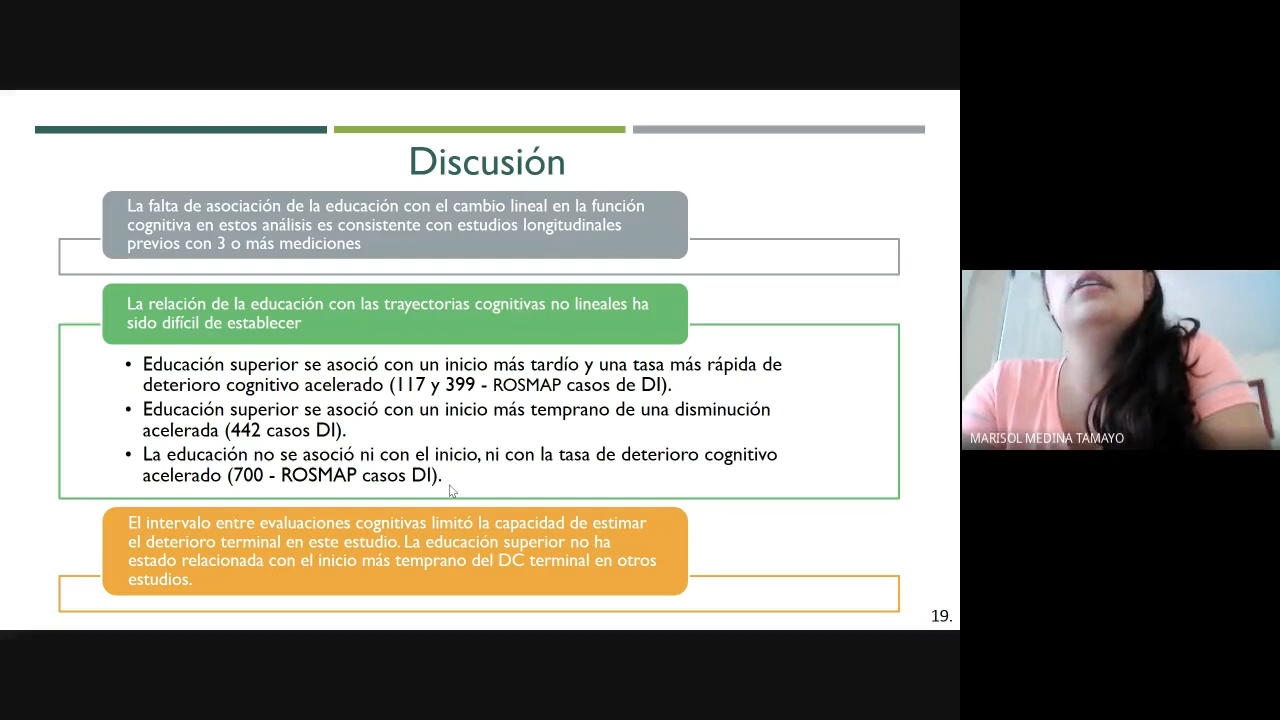 Discusión
La falta de asociación de la educación con el cambio lineal en la función
cognitiva en estos análisis es consistente con estudios longitudinales
previos con 3 o más mediciones
La relación de la educación con las trayectorias cognitivas no lineales ha
sido difícil de establecer
• Educación superior se asoció con un inicio más tardío y una tasa más rápida de
deterioro cognitivo acelerado (117 y 399 - ROSMAP casos de DI).
• Educación superior se asoció con un inicio más temprano de una disminución
acelerada (442 casos DI).
• La educación no se asoció ni con el inicio, ni con la tasa de deterioro cognitivo
acelerado (700 - ROSMAP casos DI).
El intervalo entre evaluaciones cognitivas limitó la capacidad de estimar
el deterioro terminal en este estudio. La educación superior no ha
estado relacionada con el inicio más temprano del DC terminal en otros
estudios.
19.
MARISOL MEDINA TAMAYO